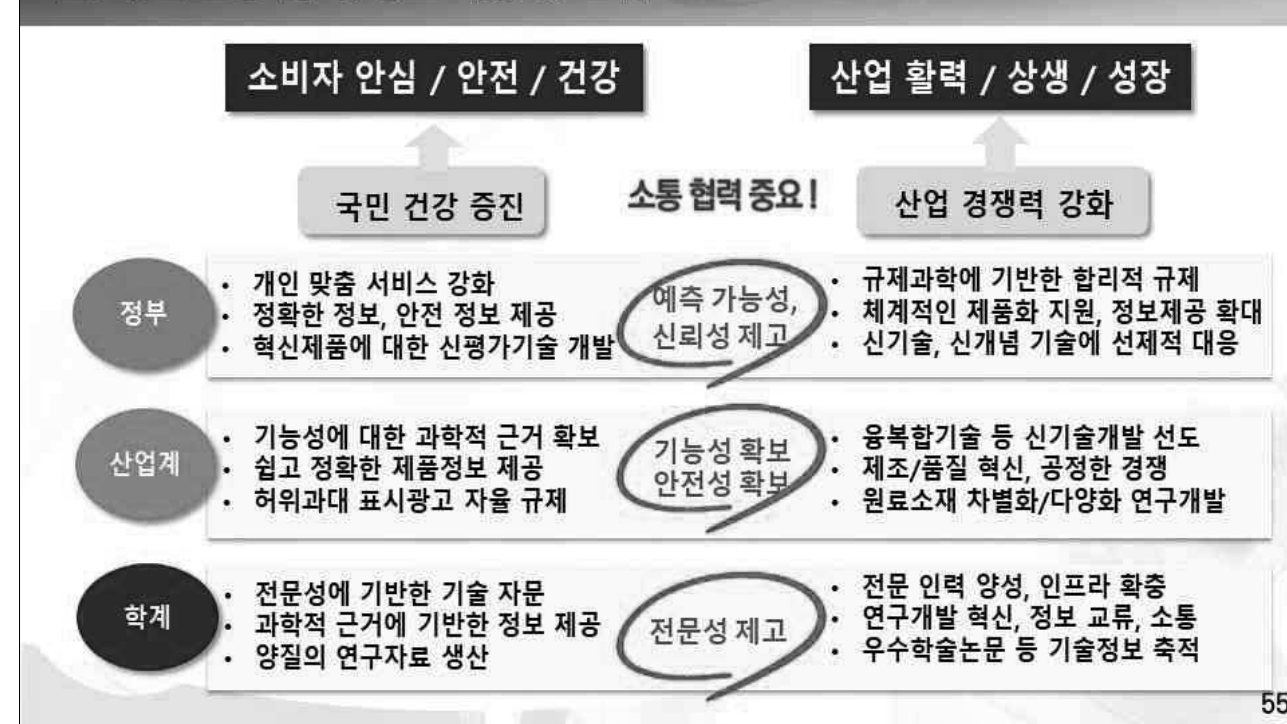 소비자 안심 / 안전 / 건강
산업 활력 / 상생 / 성장
국민 건강 증진
소통 협력 중요 !
산업 경쟁력 강화
정부
• 개인 맞춤 서비스 강화
• 정확한 정보, 안전 정보 제공
• 혁신제품에 대한 신평가기술 개발
예측 가능성,
신뢰성 제고
• 규제과학에 기반한 합리적 규제
• 체계적인 제품화 지원, 정보제공 확대
• 신기술, 신개념 기술에 선제적 대응
산업계
• 기능성에 대한 과학적 근거 확보
• 쉽고 정확한 제품정보 제공
• 허위과대 표시광고 자율 규제
기능성 확보
안전성 확보
• 융복합기술 등 신기술개발 선도
• 제조/품질 혁신, 공정한 경쟁
• 원료소재 차별화/다양화 연구개발
학계
• 전문성에 기반한 기술 자문
• 과학적 근거에 기반한 정보 제공
• 양질의 연구자료 생산
전문성 제고
• 전문 인력 양성, 인프라 확충
• 연구개발 혁신, 정보 교류, 소통
• 우수학술논문 등 기술정보 축적
55